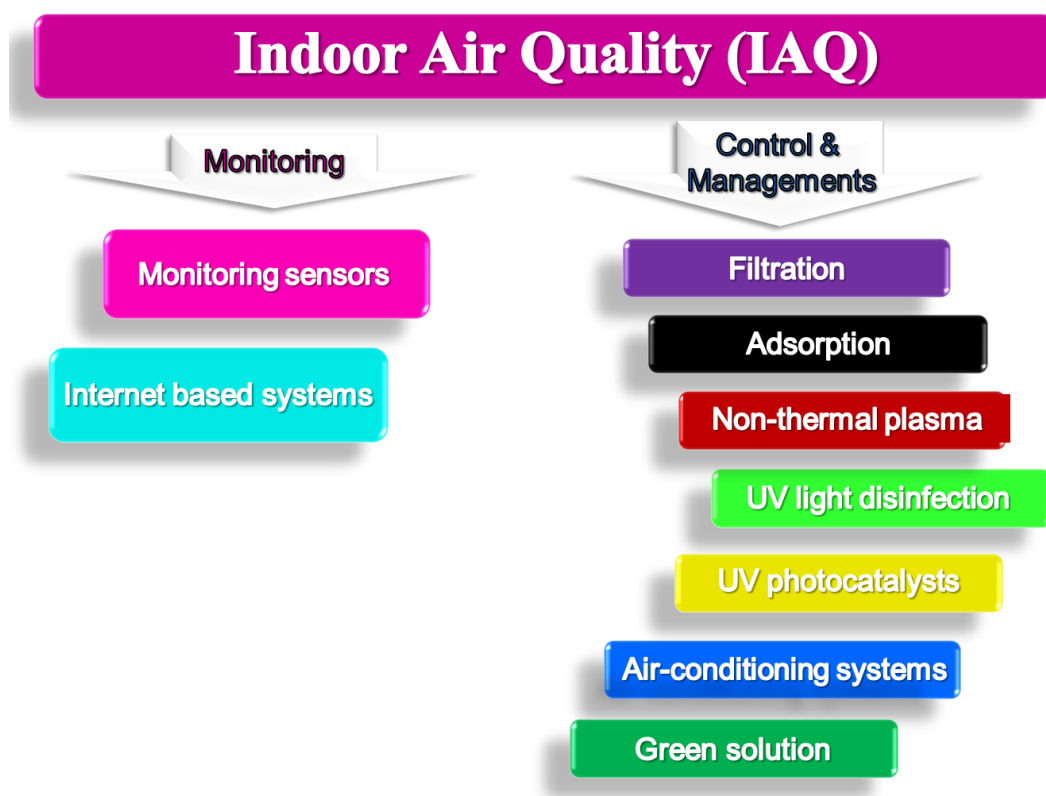 Indoor Air Quality (IAQ)
Monitoring
Monitoring sensors
Internet based systems
Control &
Managements
Filtration
Adsorption
Non-thermal plasma
UV light disinfection
UV photocatalysts
Air-conditioning systems
Green solution